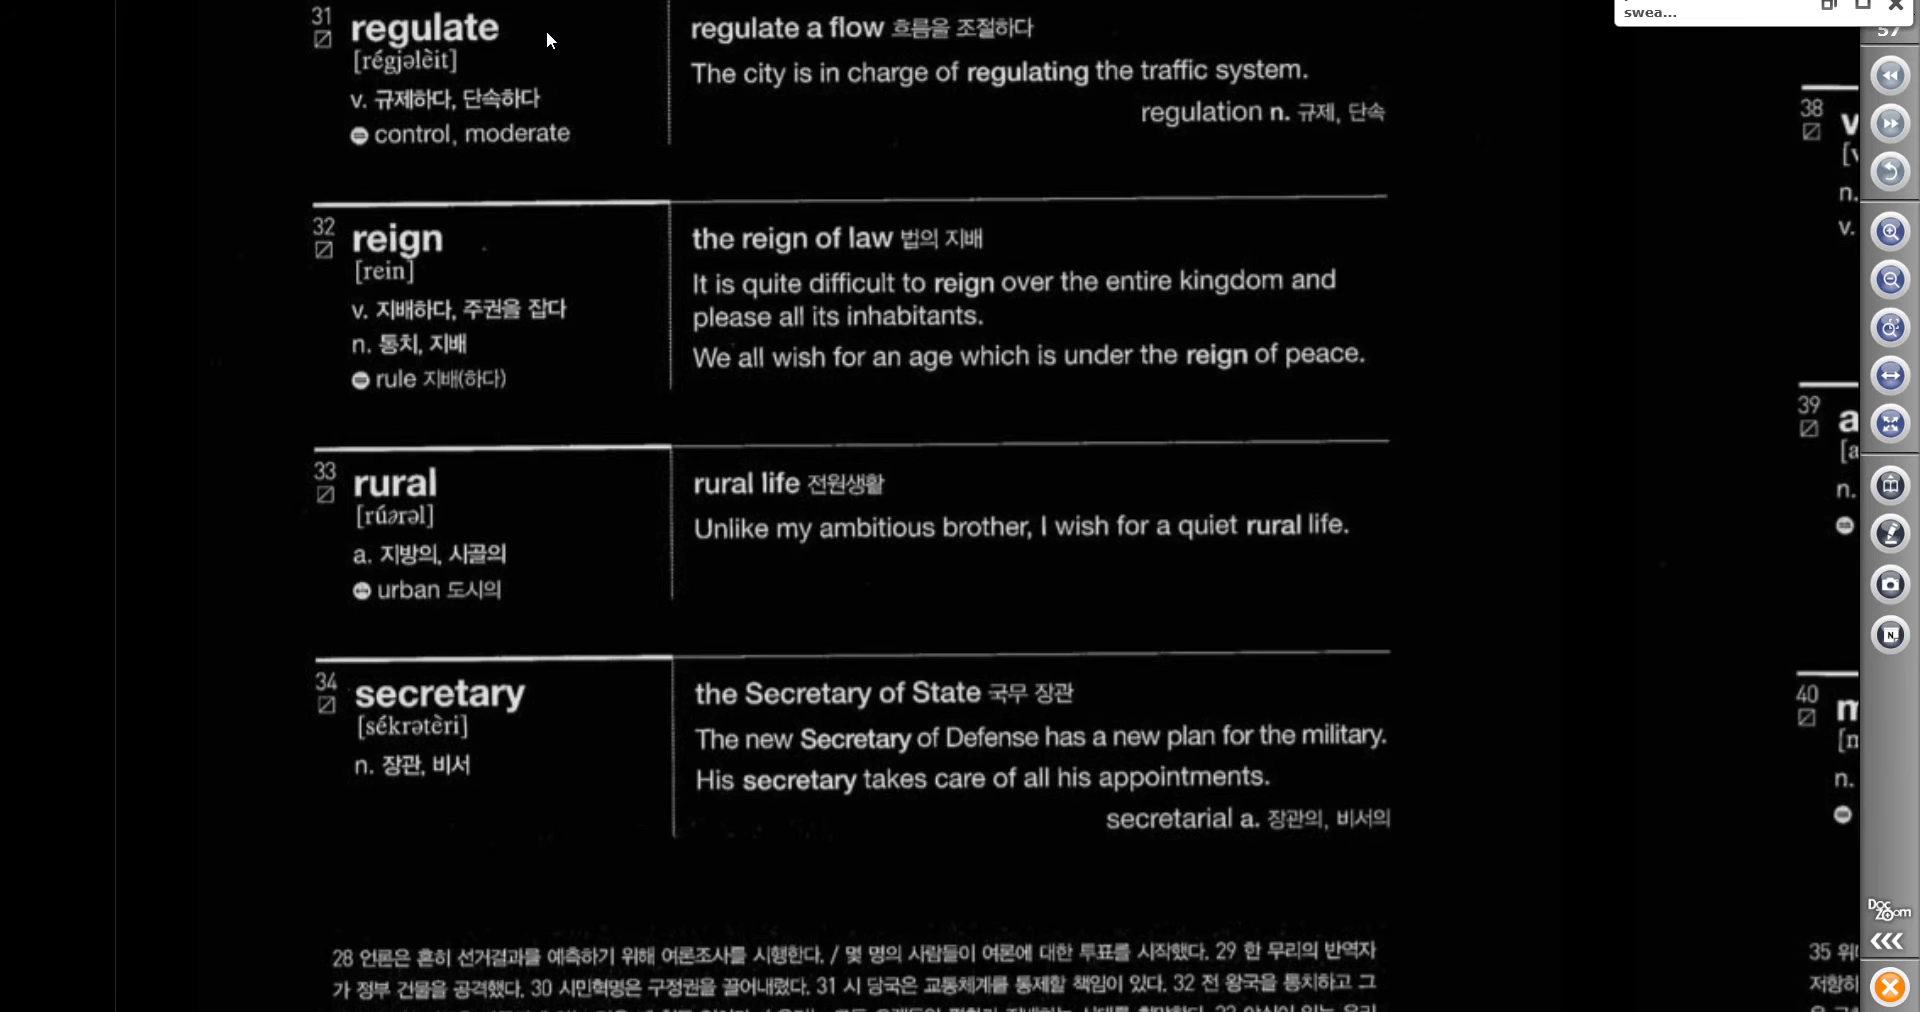 swea...
57
31
regulate
[régjəlèit]
v. 규제하다, 단속하다
control, moderate
regulate a flow 흐름을 조절하다
The city is in charge of regulating the traffic system.
regulation n. 규제, 단속
32
reign
[rein]
v. 지배하다, 주권을 잡다
n. 통치, 지배
rule 지배(하다)
the reign of law 법의 지배
It is quite difficult to reign over the entire kingdom and
please all its inhabitants.
We all wish for an age which is under the reign of peace.
33
rural
[rúərəl]
a. 지방의, 시골의
urban 도시의
rural life 전원생활
Unlike my ambitious brother, I wish for a quiet rural life.
34
secretary
[sékrətèri]
n. 장관, 비서
the Secretary of State 국무 장관
The new Secretary of Defense has a new plan for the military.
His secretary takes care of all his appointments.
secretarial a. 장관의, 비서의
28 언론은 흔히 선거결과를 예측하기 위해 여론조사를 시행한다. / 몇 명의 사람들이 여론에 대한 투표를 시작했다. 29 한 무리의 반역자
가 정부 건물을 공격했다. 30 시민혁명은 구정권을 끌어내렸다. 31 시 당국은 교통체계를 통제할 책임이 있다. 32 전 왕국을 통치하고 그
38
n.
v.
39
a
n.
40
n.
35
저항하
Doc Zoom